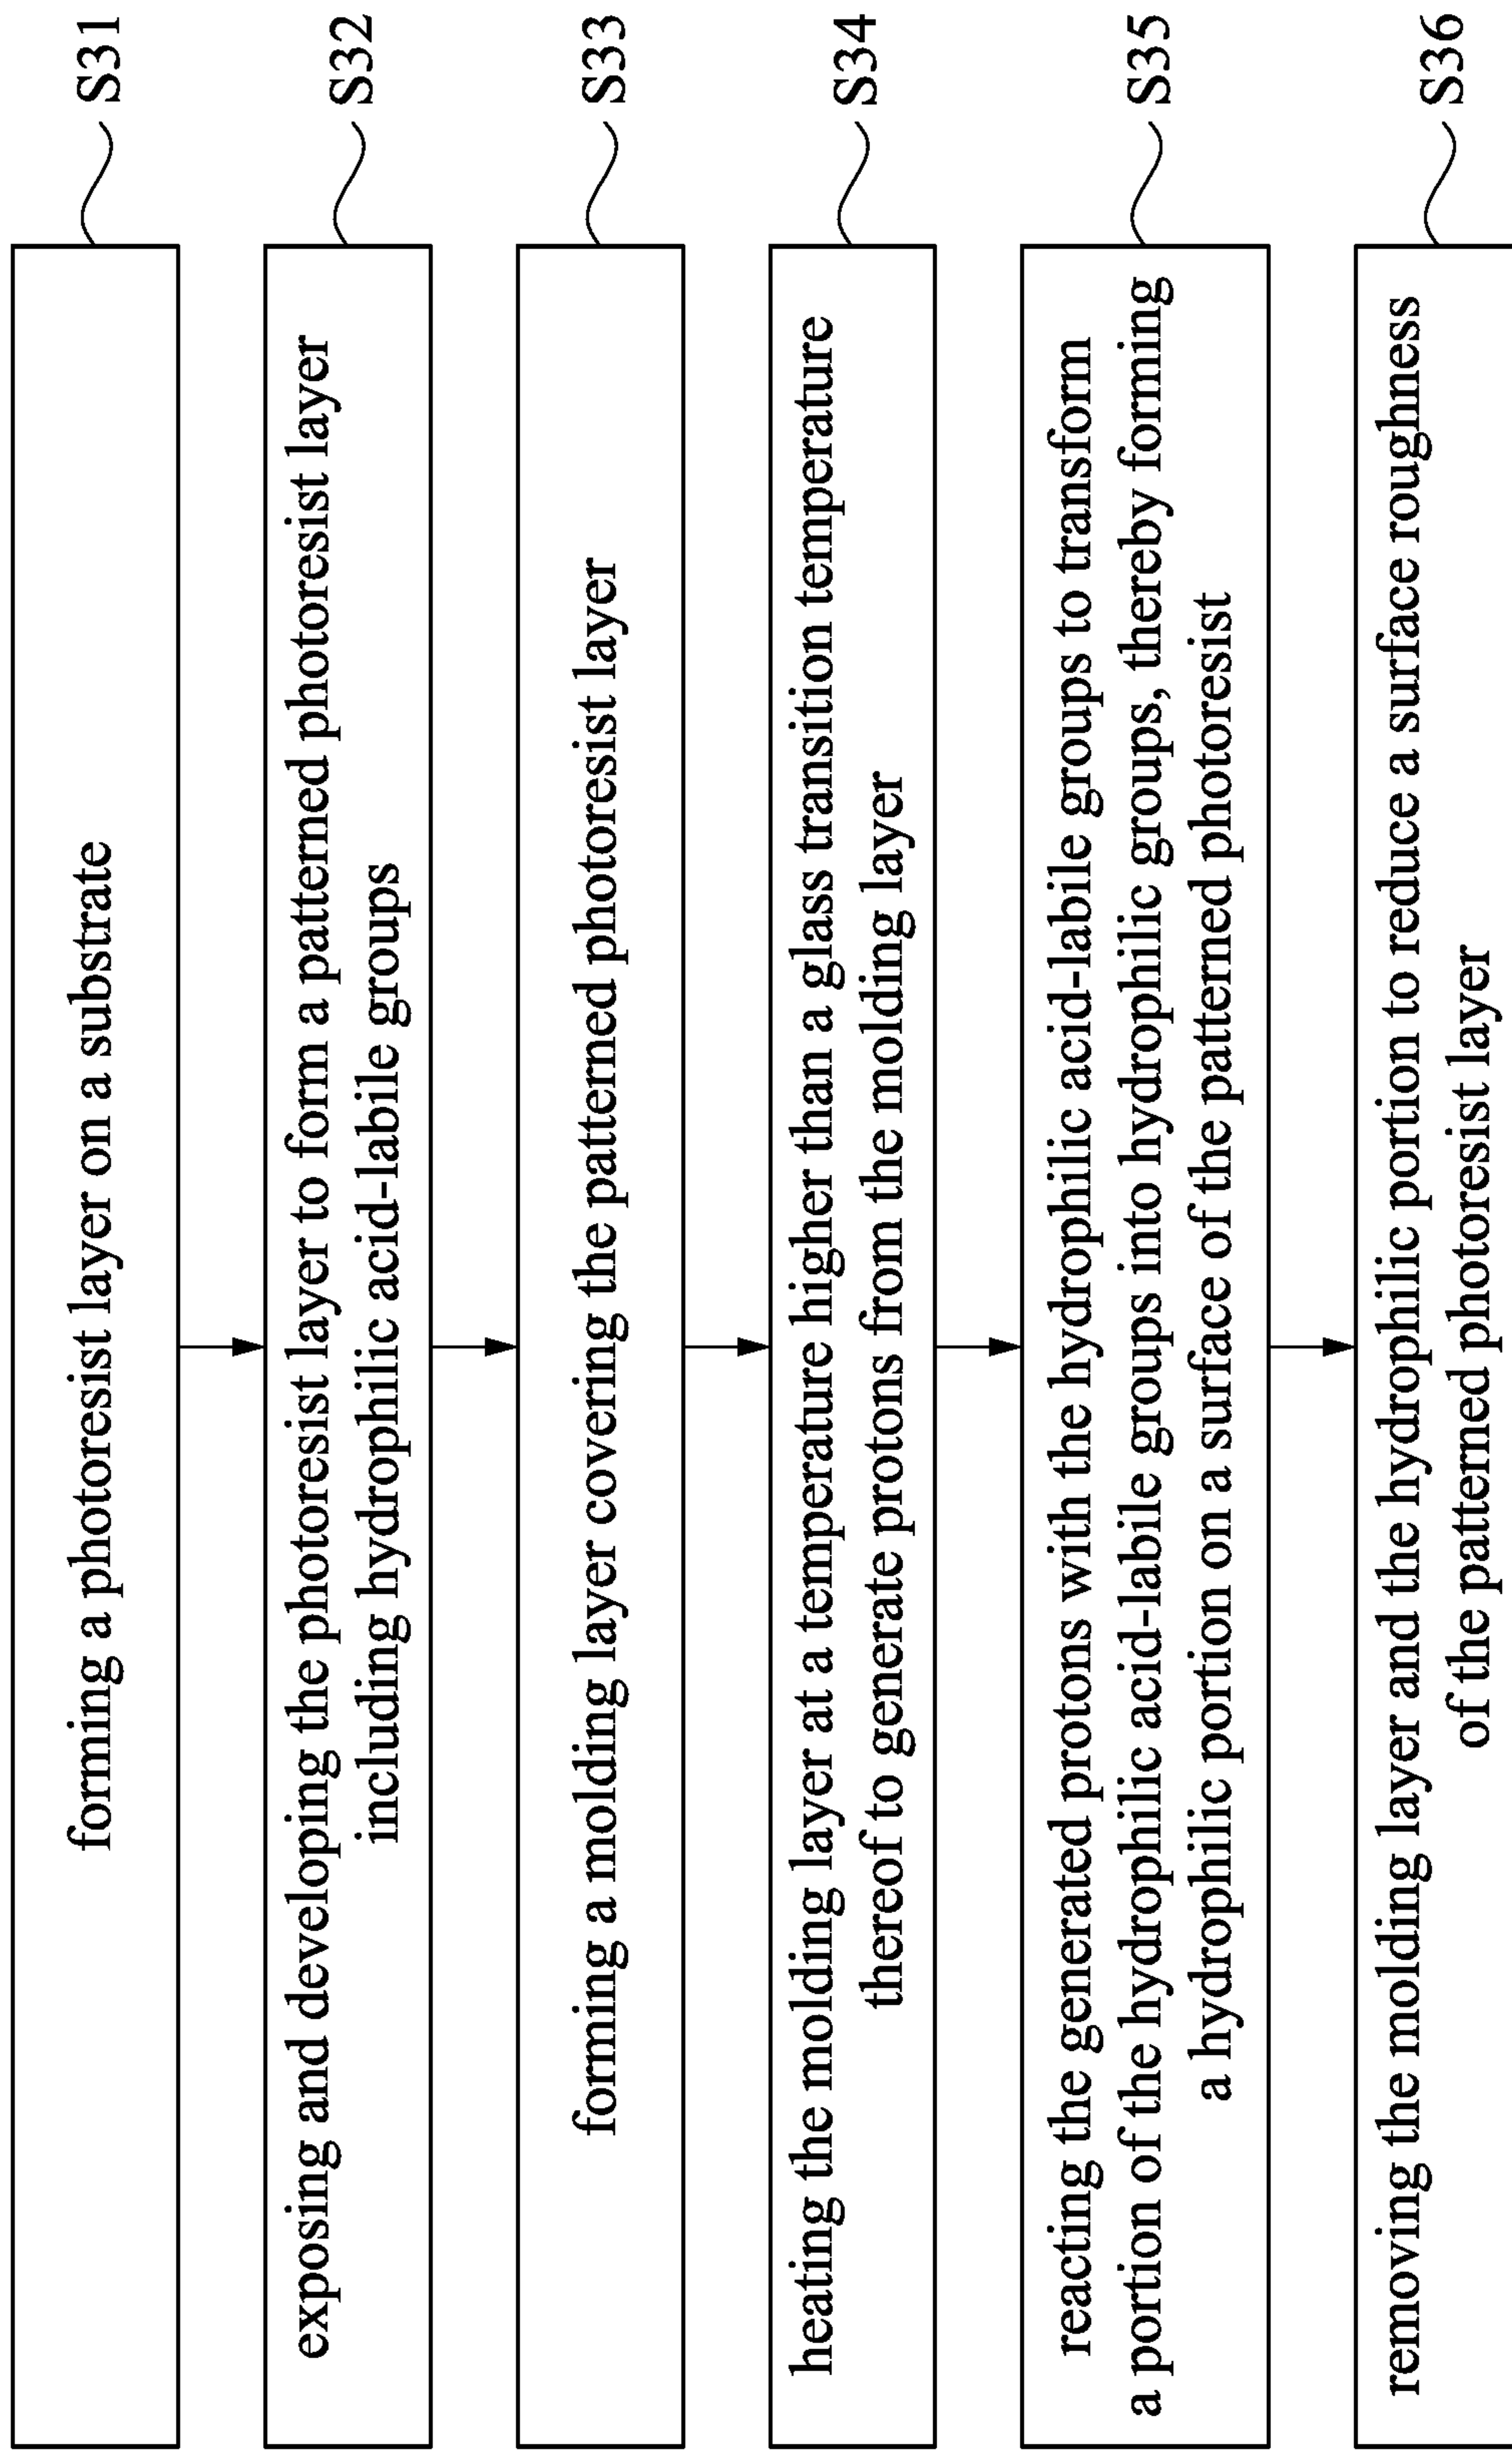 forming a photoresist layer on a substrate
S31
exposing and developing the photoresist layer to form a patterned photoresist layer
including hydrophilic acid-labile groups
S32
forming a molding layer covering the patterned photoresist layer
S33
heating the molding layer at a temperature higher than a glass transition temperature
thereof to generate protons from the molding layer
S34
reacting the generated protons with the hydrophilic acid-labile groups to transform
a portion of the hydrophilic acid-labile groups into hydrophilic groups, thereby forming
a hydrophilic portion on a surface of the patterned photoresist
S35
removing the molding layer and the hydrophilic portion to reduce a surface roughness
of the patterned photoresist layer
S36